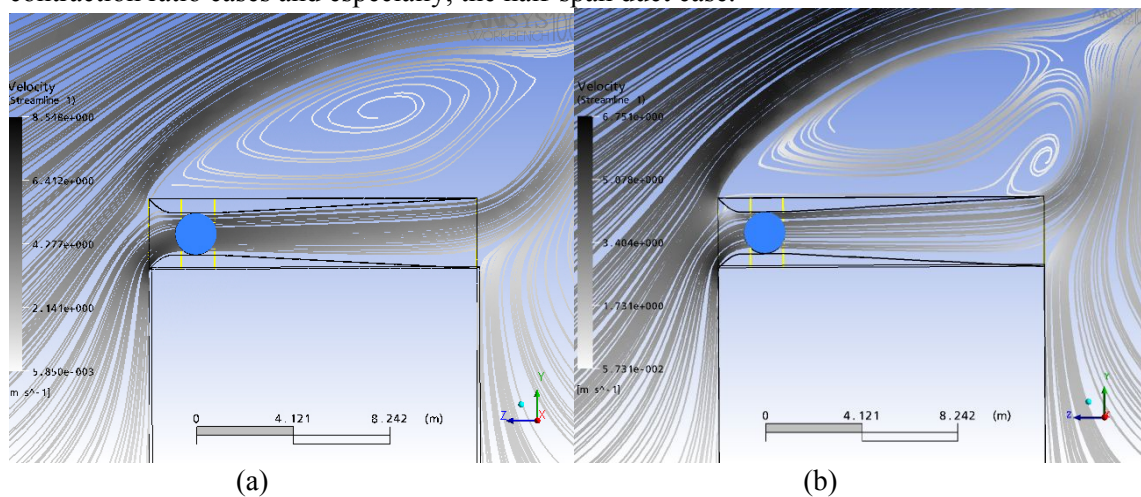 contraction ratio cases and especially, the half-span duct case.
ANSYS
Velocity
(Streamline 1)
8.548e+000
6.412e+000
4.277e+000
2.141e+000
5.850e-003
[m s^-1]
0 4.121 8.242 (m)
Y
Z X
ANSYS
Velocity
(Streamline 1)
6.751e+000
5.078e+000
3.404e+000
1.731e+000
5.731e-002
[m s^-1]
0 4.121 8.242 (m)
Y
Z
(a) (b)